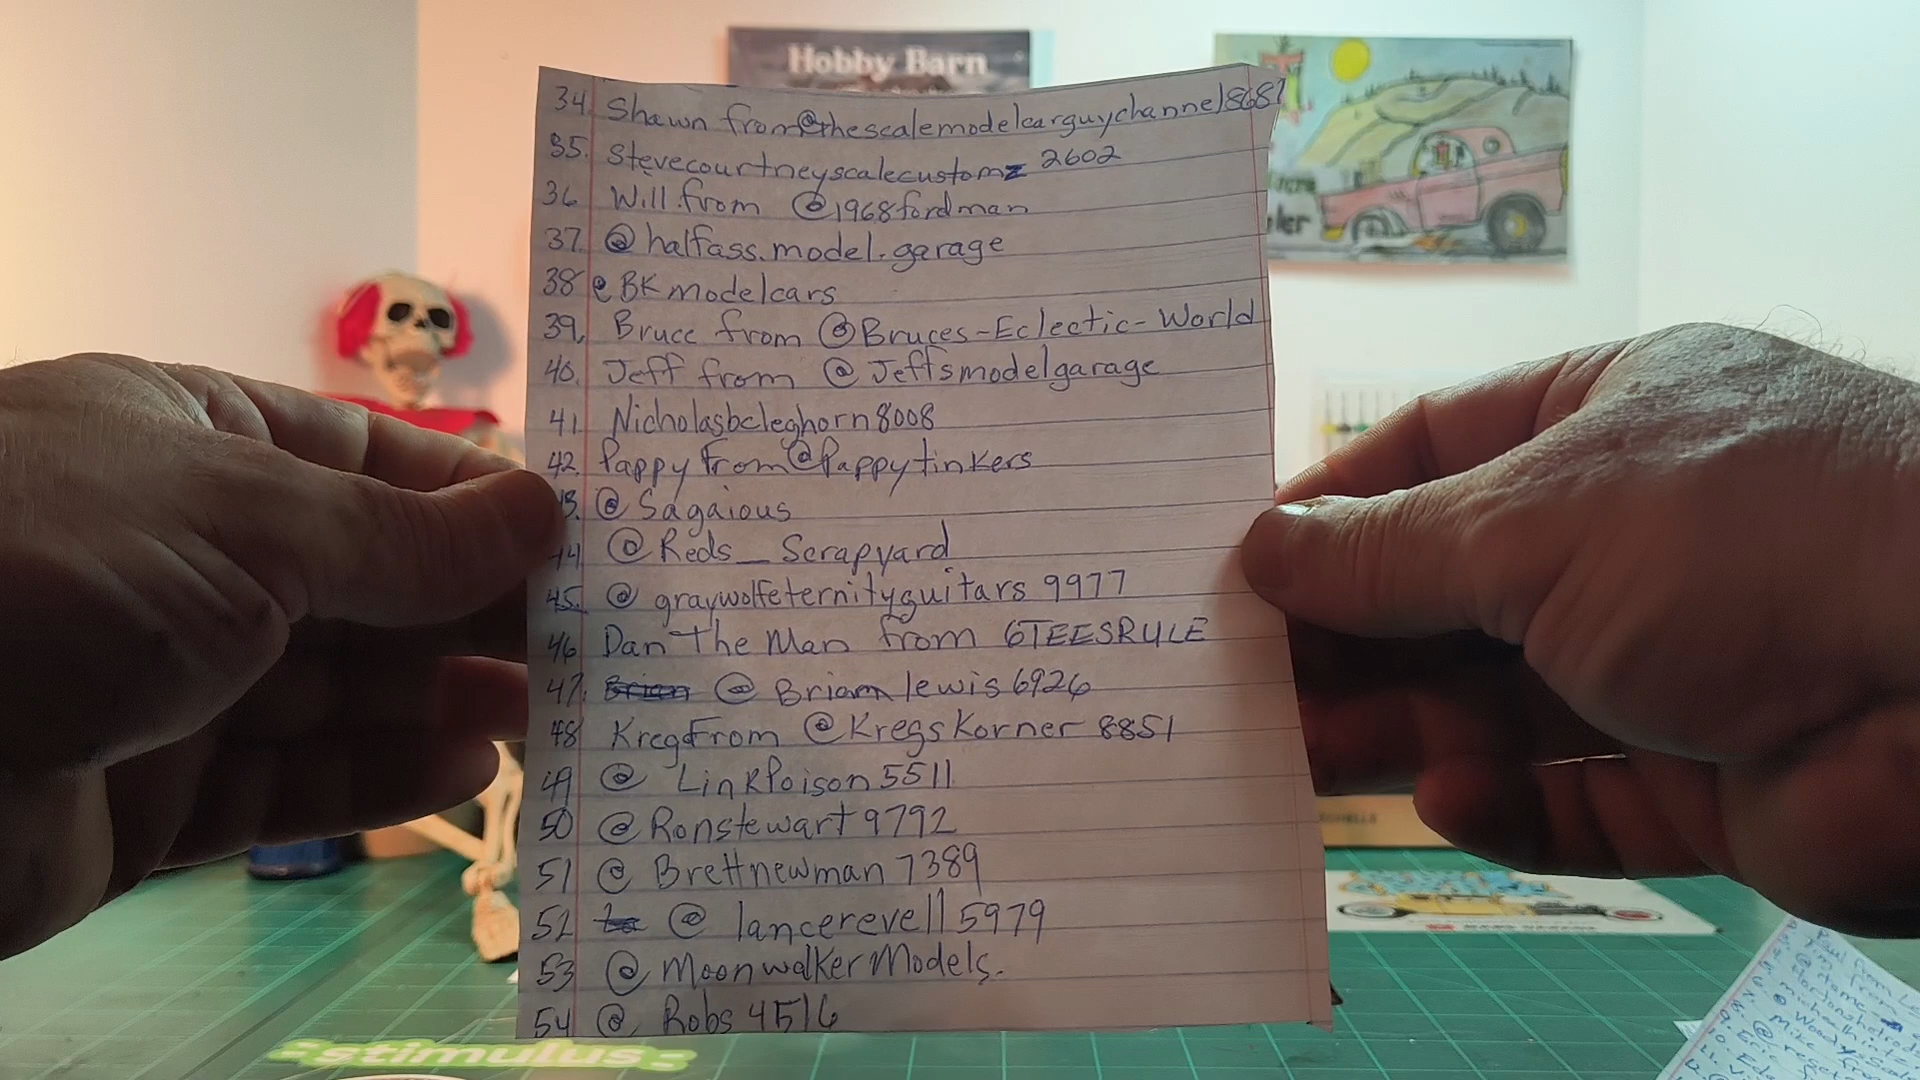 Hobby Barn
34. Shawn from @thescalemodelcarguychannel8687
35. Stevecourtneyscalecustomz 2602
36 Will from @1968fordman
37. @halfass.model.garage
38 @BKmodelcars
39. Bruce from @Bruces-Eclectic-World
40. Jeff from @Jeffsmodelgarage
41. Nicholasbcleghorn8008
42. Pappy from @Pappytinkers
3. @Sagaious
44 @Reds_Scrapyard
45. @graywolfeternityguitars 9977
46 Dan The Man from 6TEESRULE
47. @Brianlewis6926
48 Kreg From @KregsKorner 8851
49 @LinkPoison5511
50 @Ronstewart9792
51 @Brettnewman7389
52 @lancerevell5979
53 @MoonwalkerModels.
54 @Robs4516
stimulus